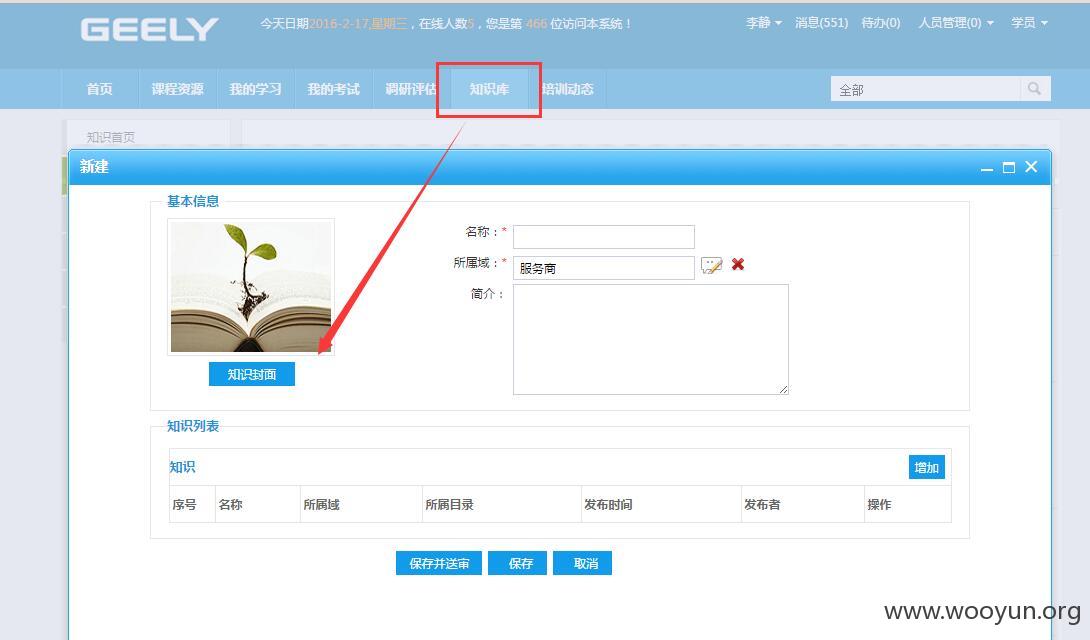 GEELY
今天日期2016-2-17,星期三，在线人数5，您是第 466 位访问本系统！
李静 消息(551) 待办(0) 人员管理(0) 学员
首页 课程资源 我的学习 我的考试 调研评估 知识库 培训动态
全部
知识首页
新建
基本信息
名称：*
所属域：* 服务商
简介：
知识封面
知识列表
知识 增加
序号 名称 所属域 所属目录 发布时间 发布者 操作
保存并送审 保存 取消
www.wooyun.org